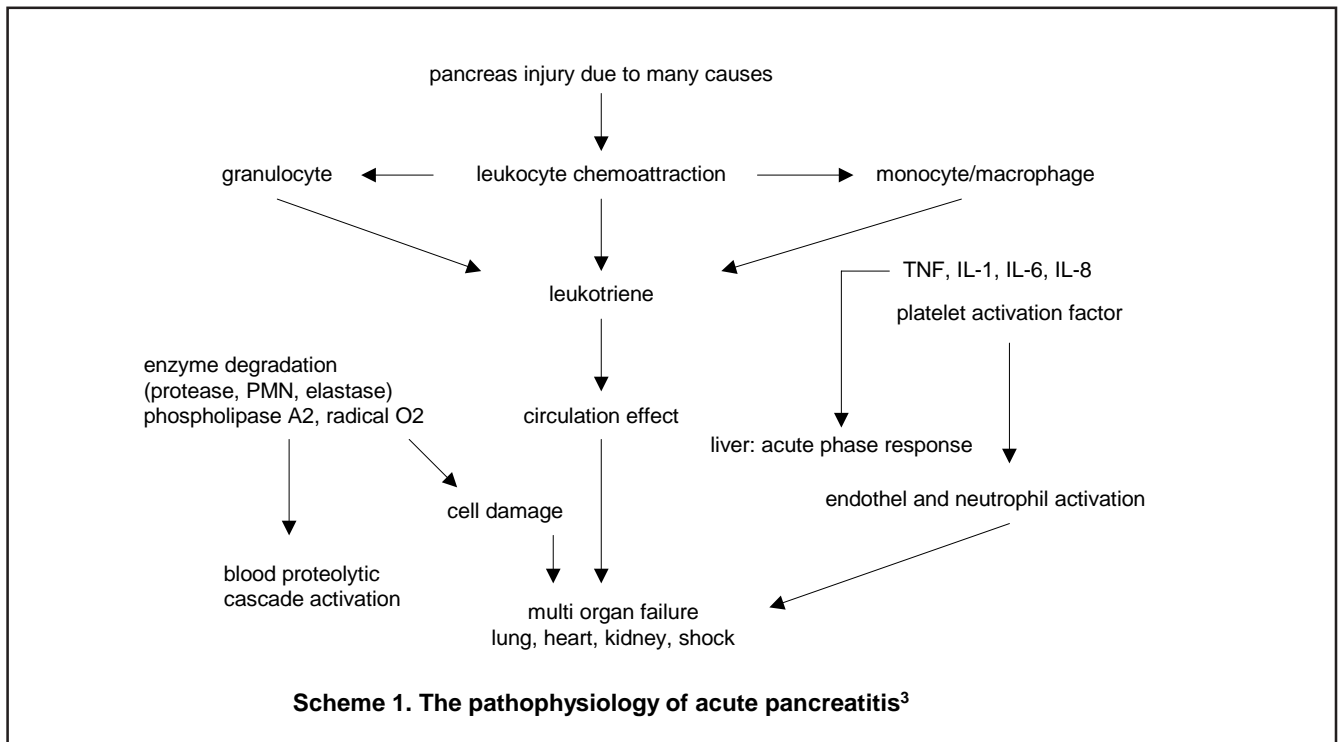 pancreas injury due to many causes
granulocyte
leukocyte chemoattraction
monocyte/macrophage
TNF, IL-1, IL-6, IL-8
leukotriene
platelet activation factor
enzyme degradation
(protease, PMN, elastase)
phospholipase A2, radical O2
circulation effect
liver: acute phase response
endothel and neutrophil activation
cell damage
blood proteolytic
cascade activation
multi organ failure
lung, heart, kidney, shock
Scheme 1. The pathophysiology of acute pancreatitis³